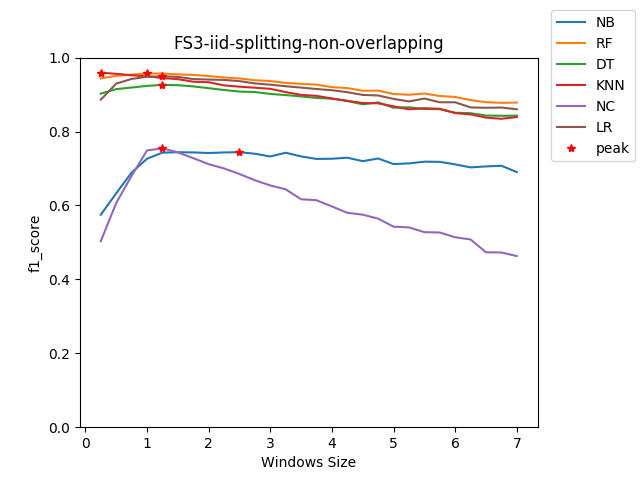 FS3-iid-splitting-non-overlapping
NB
RF
DT
KNN
NC
LR
peak
1.0
0.8
0.6
0.4
0.2
0.0
f1_score
0 1 2 3 4 5 6 7
Windows Size